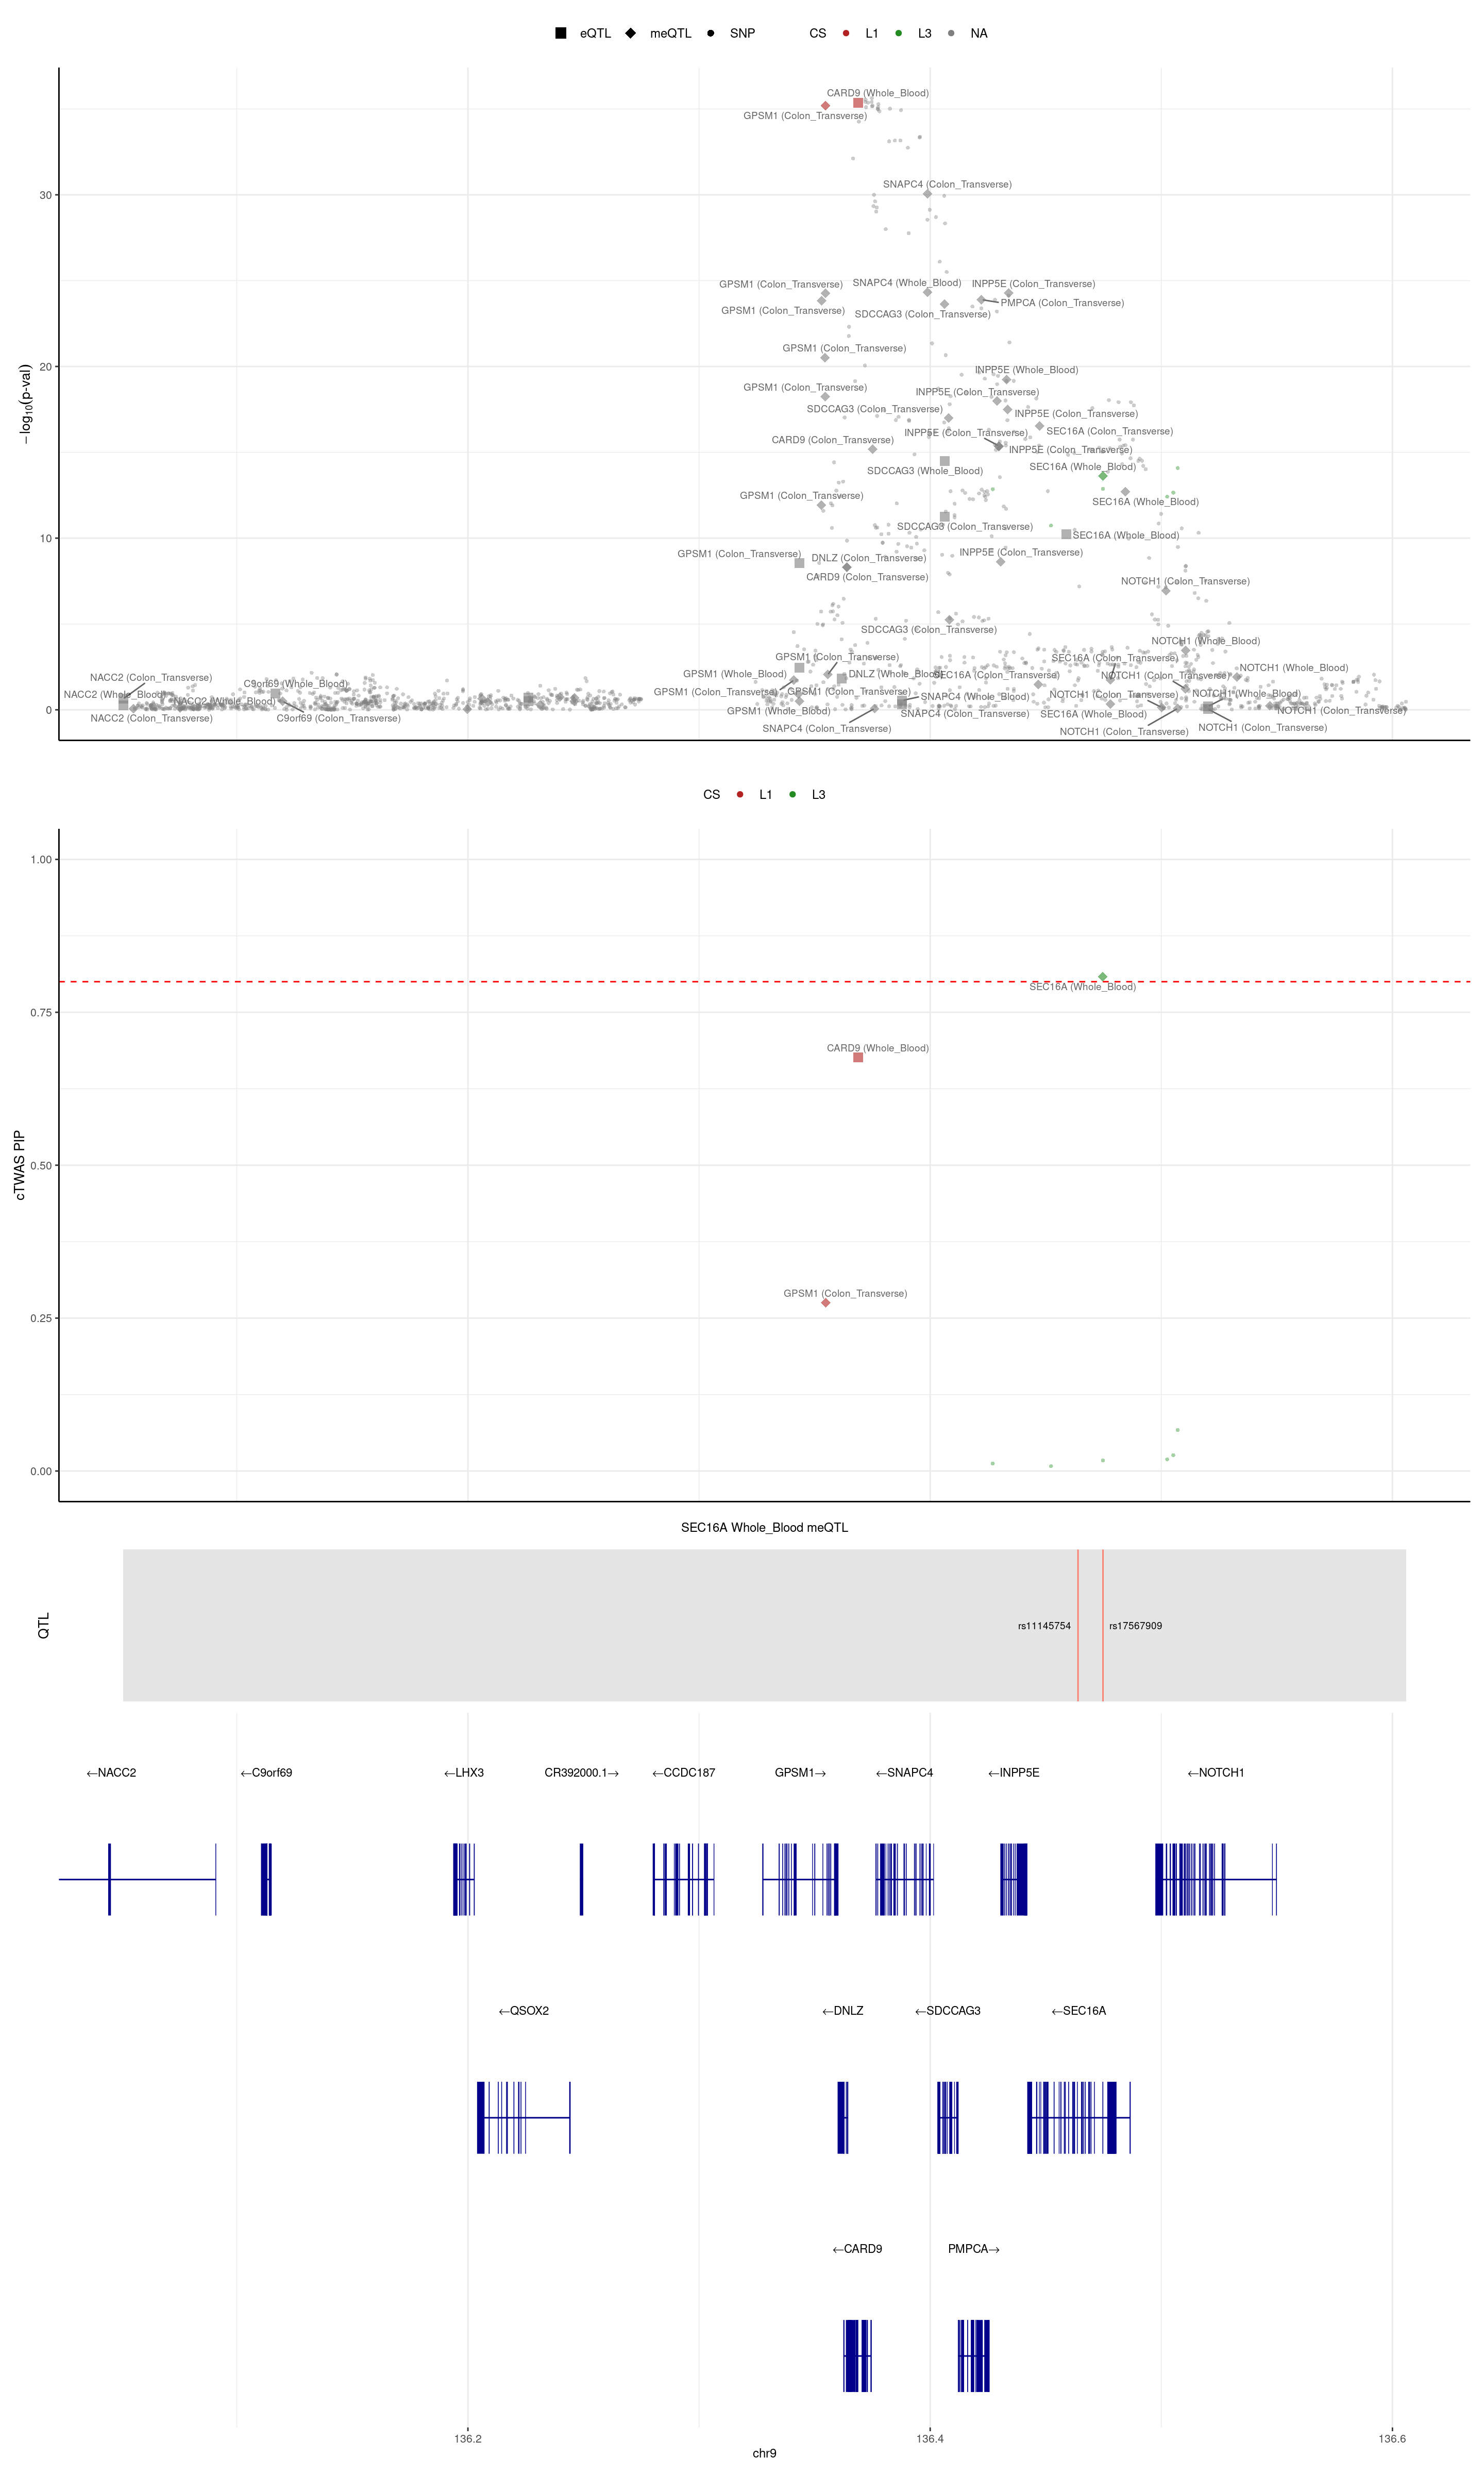 eQTL meQTL SNP CS L1 L3 NA
− log10(p-val)
30
20
10
0
CARD9 (Whole_Blood)
GPSM1 (Colon_Transverse)
SNAPC4 (Colon_Transverse)
GPSM1 (Colon_Transverse)
SNAPC4 (Whole_Blood)
INPP5E (Colon_Transverse)
PMPCA (Colon_Transverse)
GPSM1 (Colon_Transverse)
SDCCAG3 (Colon_Transverse)
GPSM1 (Colon_Transverse)
INPP5E (Whole_Blood)
GPSM1 (Colon_Transverse)
INPP5E (Colon_Transverse)
SDCCAG3 (Colon_Transverse)
INPP5E (Colon_Transverse)
INPP5E (Colon_Transverse)
SEC16A (Colon_Transverse)
CARD9 (Colon_Transverse)
INPP5E (Colon_Transverse)
SDCCAG3 (Whole_Blood)
SEC16A (Whole_Blood)
GPSM1 (Colon_Transverse)
SEC16A (Whole_Blood)
SDCCAG3 (Colon_Transverse)
SEC16A (Whole_Blood)
GPSM1 (Colon_Transverse)
DNLZ (Colon_Transverse)
INPP5E (Colon_Transverse)
CARD9 (Colon_Transverse)
NOTCH1 (Colon_Transverse)
SDCCAG3 (Colon_Transverse)
NOTCH1 (Whole_Blood)
GPSM1 (Colon_Transverse)
SEC16A (Colon_Transverse)
NOTCH1 (Whole_Blood)
GPSM1 (Whole_Blood)
DNLZ (Whole_Blood)
SEC16A (Colon_Transverse)
NOTCH1 (Colon_Transverse)
NACC2 (Colon_Transverse)
C9orf69 (Whole_Blood)
NACC2 (Whole_Blood)
NACC2 (Whole_Blood)
GPSM1 (Colon_Transverse)
GPSM1 (Colon_Transverse)
SNAPC4 (Whole_Blood)
NOTCH1 (Colon_Transverse)
NOTCH1 (Whole_Blood)
GPSM1 (Whole_Blood)
SNAPC4 (Colon_Transverse)
SEC16A (Whole_Blood)
NOTCH1 (Colon_Transverse)
NACC2 (Colon_Transverse)
C9orf69 (Colon_Transverse)
SNAPC4 (Colon_Transverse)
NOTCH1 (Colon_Transverse)
NOTCH1 (Colon_Transverse)
CS L1 L3
cTWAS PIP
1.00
0.75
0.50
0.25
0.00
SEC16A (Whole_Blood)
CARD9 (Whole_Blood)
GPSM1 (Colon_Transverse)
SEC16A Whole_Blood meQTL
QTL
rs11145754 rs17567909
←NACC2 ←C9orf69 ←LHX3 CR392000.1→ ←CCDC187 GPSM1→ ←SNAPC4 ←INPP5E ←NOTCH1
←QSOX2 ←DNLZ ←SDCCAG3 ←SEC16A
←CARD9 PMPCA→
136.2 136.4 136.6
chr9